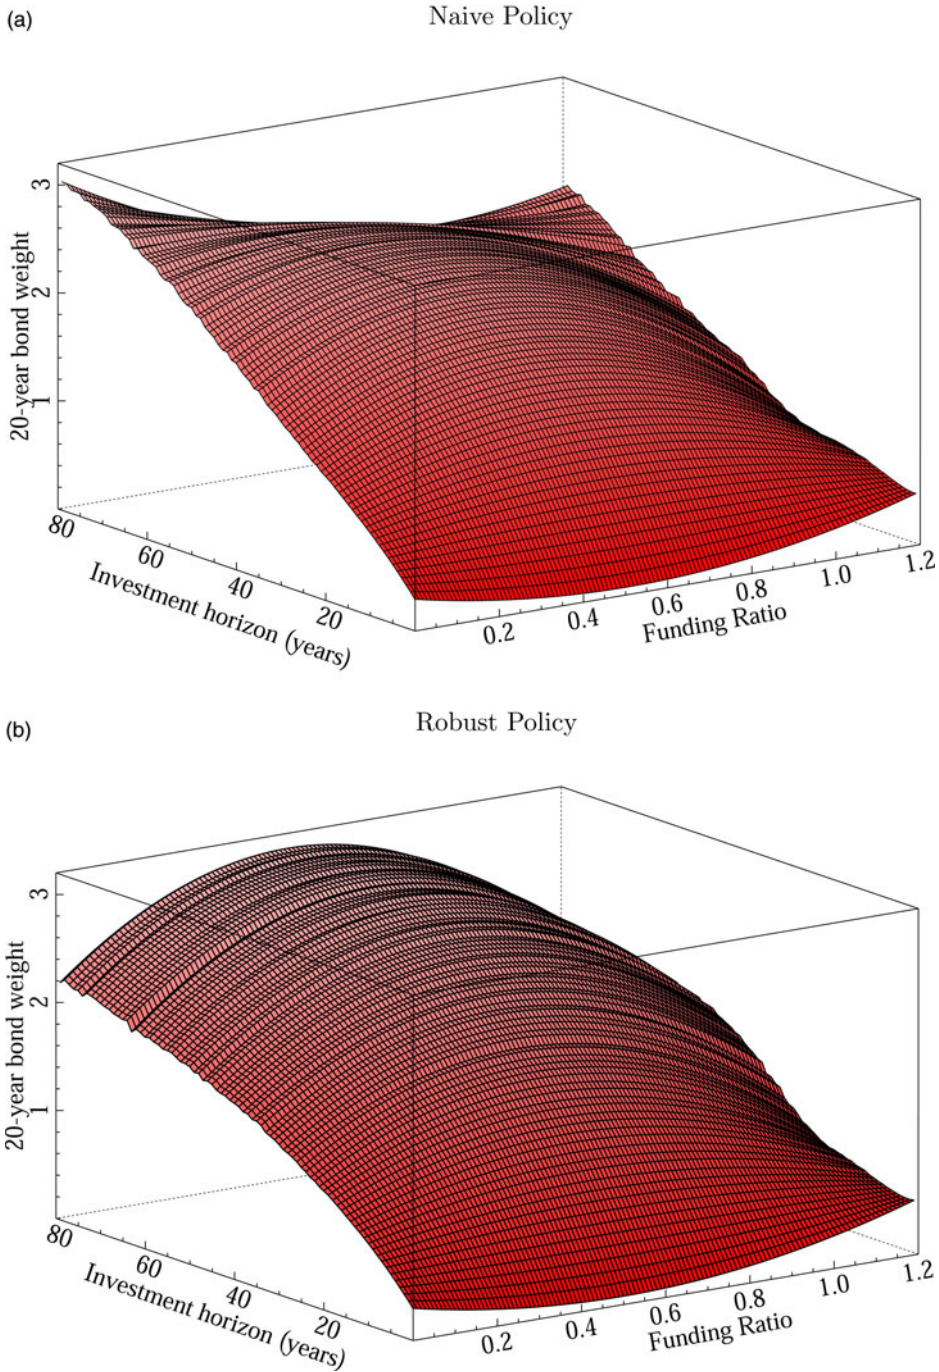 (a)
Naive Policy
20-year bond weight
3
2
1
80
60
40
20
Investment horizon (years)
0.2
0.4
0.6
0.8
1.0
1.2
Funding Ratio
(b)
Robust Policy
20-year bond weight
3
2
1
80
60
40
20
Investment horizon (years)
0.2
0.4
0.6
0.8
1.0
1.2
Funding Ratio